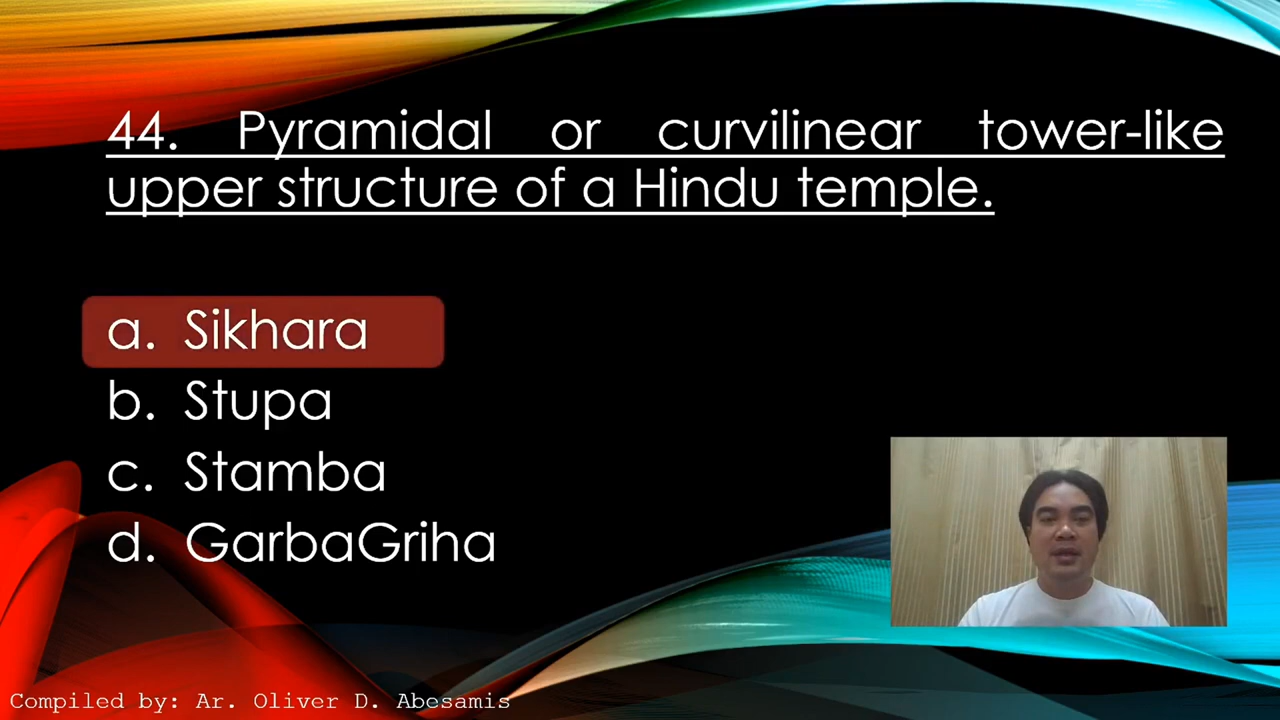 44. Pyramidal or curvilinear tower-like
upper structure of a Hindu temple.
a. Sikhara
b. Stupa
c. Stamba
d. GarbaGriha
Compiled by: Ar. Oliver D. Abesamis